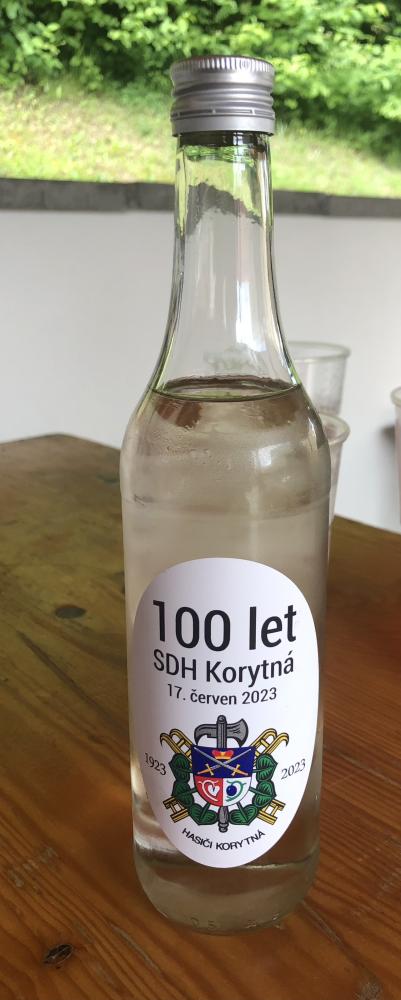 100 let
SDH Korytná
17. červen 2023
1923
2023
HASIČI KORYTNÁ